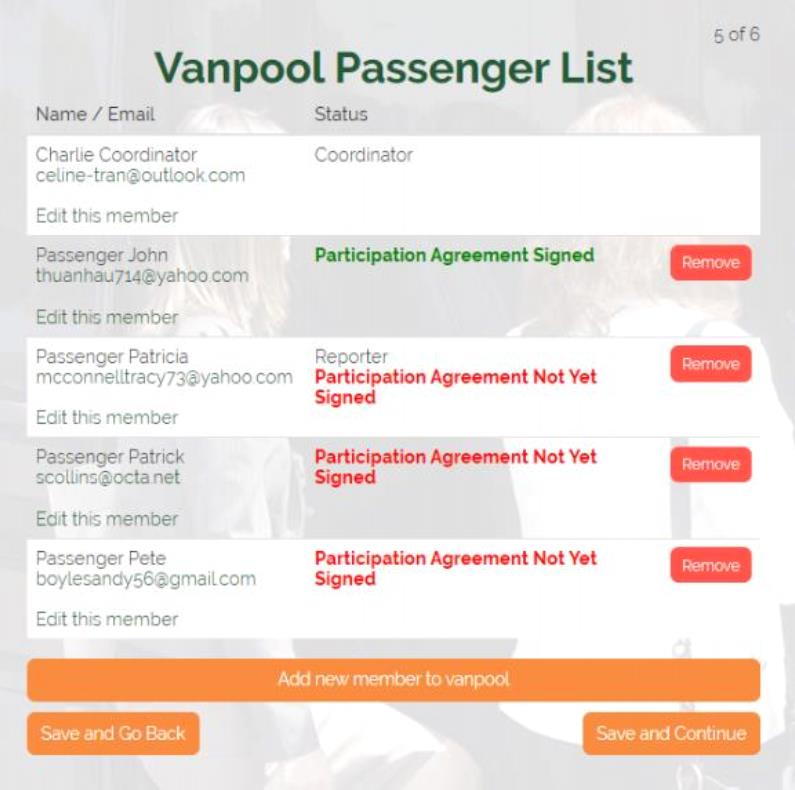 5 of 6
Vanpool Passenger List
Name / Email Status
Charlie Coordinator Coordinator
celine-tran@outlook.com
Edit this member
Passenger John Participation Agreement Signed Remove
thuanhau714@yahoo.com
Edit this member
Passenger Patricia Reporter Remove
mcconnelltracy73@yahoo.com Participation Agreement Not Yet
Signed
Edit this member
Passenger Patrick Participation Agreement Not Yet Remove
scollins@octa.net Signed
Edit this member
Passenger Pete Participation Agreement Not Yet Remove
boylesandy56@gmail.com Signed
Edit this member
Add new member to vanpool
Save and Go Back Save and Continue